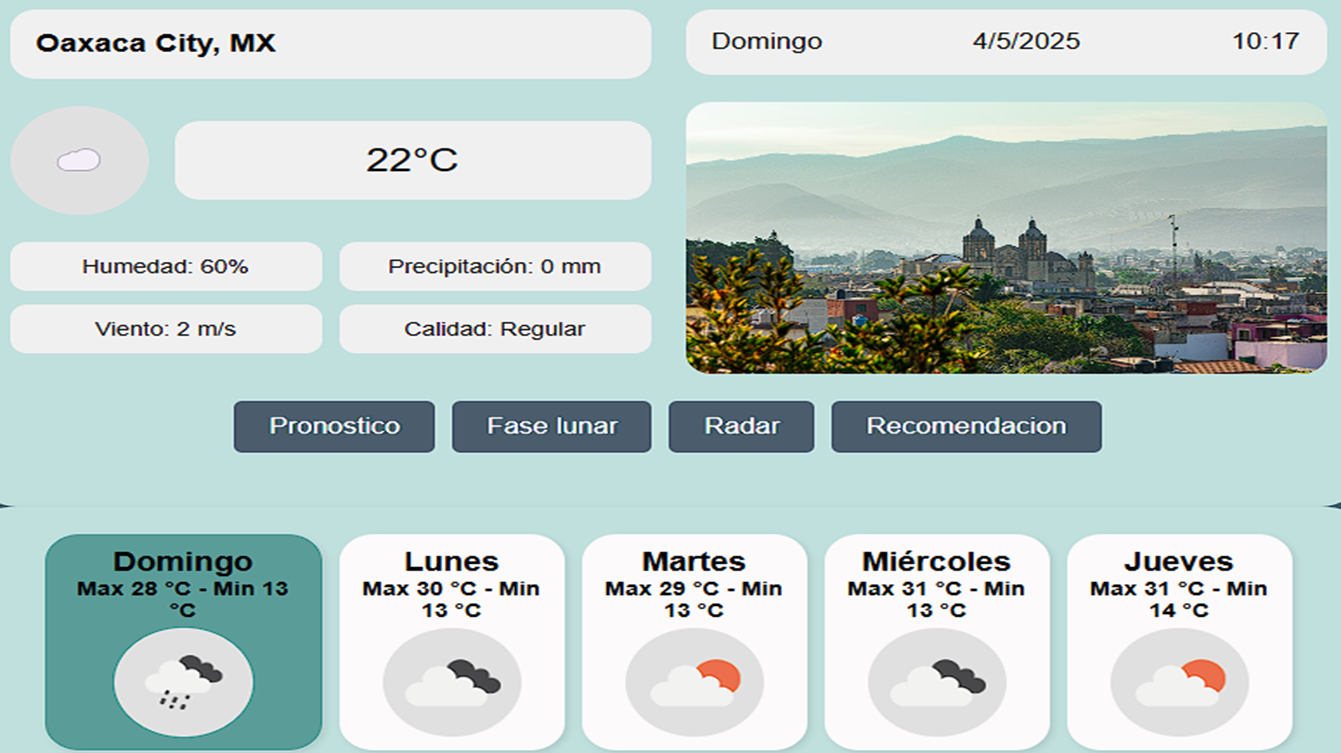 Oaxaca City, MX
Domingo 4/5/2025 10:17
22°C
Humedad: 60%
Precipitación: 0 mm
Viento: 2 m/s
Calidad: Regular
Pronostico
Fase lunar
Radar
Recomendacion
Domingo
Max 28 °C - Min 13
°C
Lunes
Max 30 °C - Min
13 °C
Martes
Max 29 °C - Min
13 °C
Miércoles
Max 31 °C - Min
13 °C
Jueves
Max 31 °C - Min
14 °C